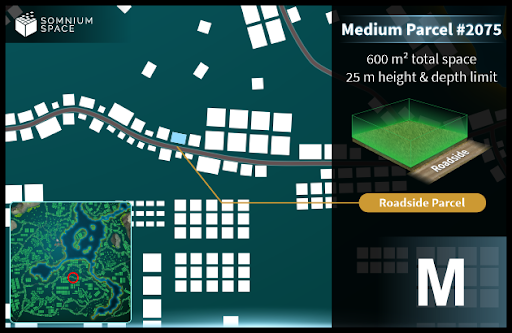 SOMNIUM
SPACE
Medium Parcel #2075
600 m² total space
25 m height & depth limit
Roadside
Roadside Parcel
M